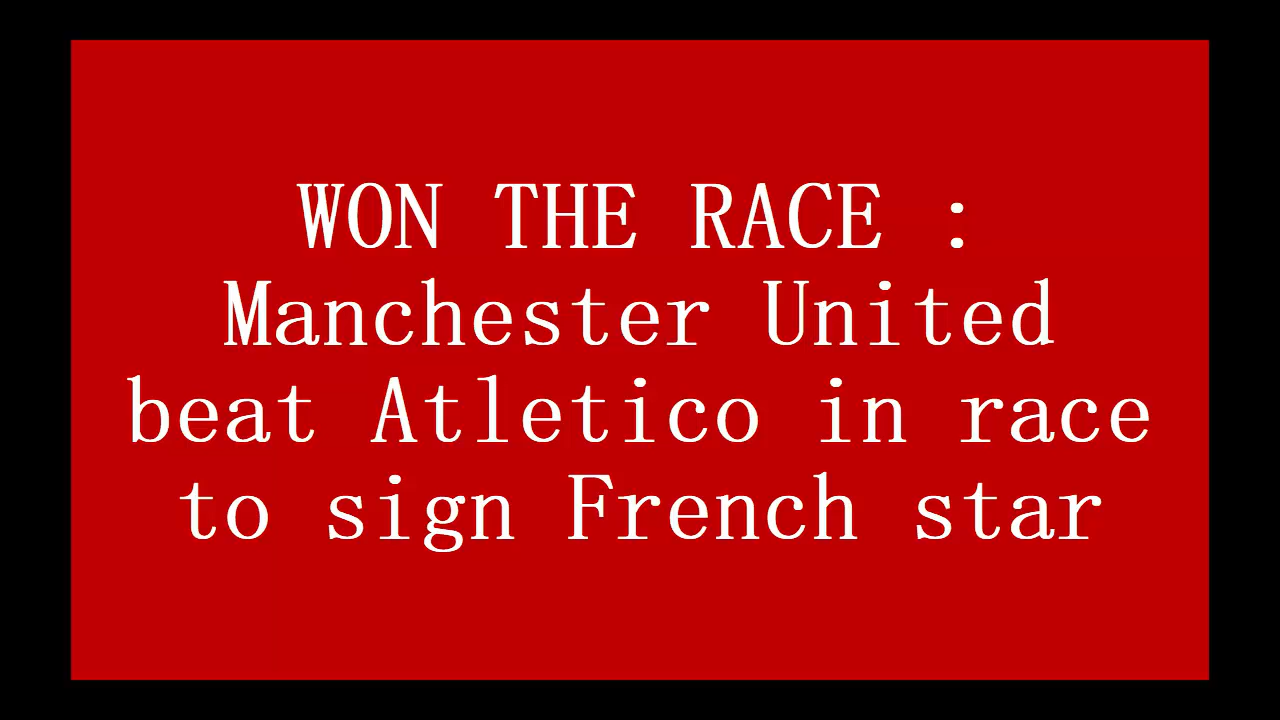 WON THE RACE :
Manchester United
beat Atletico in race
to sign French star